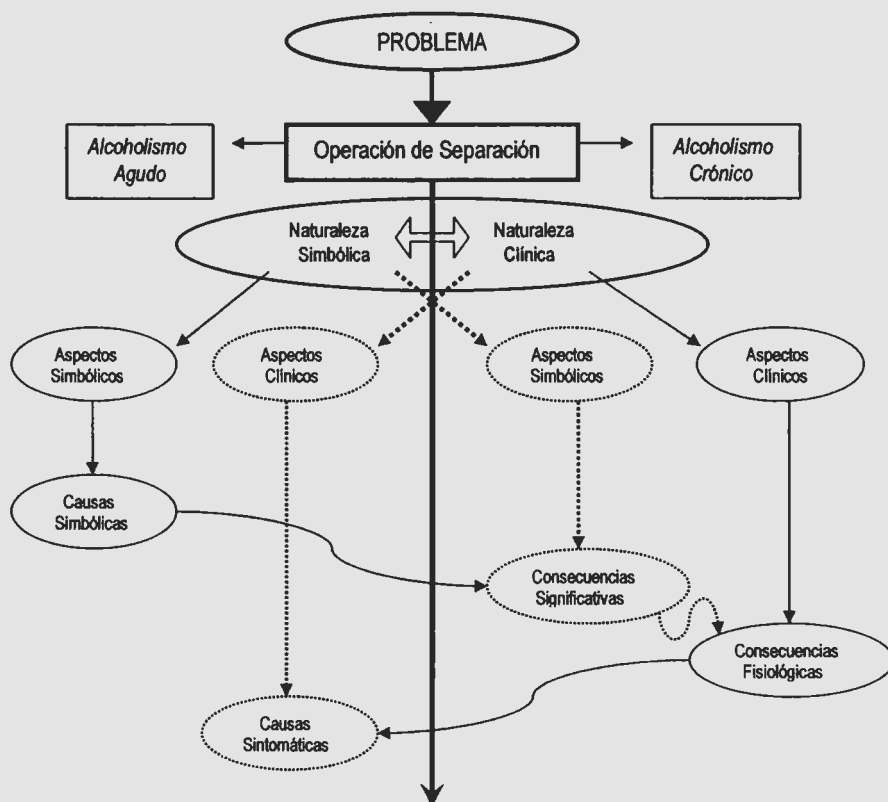 PROBLEMA
Alcoholismo
Agudo
Operación de Separación
Alcoholismo
Crónico
Naturaleza
Simbólica
Naturaleza
Clínica
Aspectos
Simbólicos
Aspectos
Clínicos
Aspectos
Simbólicos
Aspectos
Clínicos
Causas
Simbólicas
Consecuencias
Significativas
Consecuencias
Fisiológicas
Causas
Sintomáticas